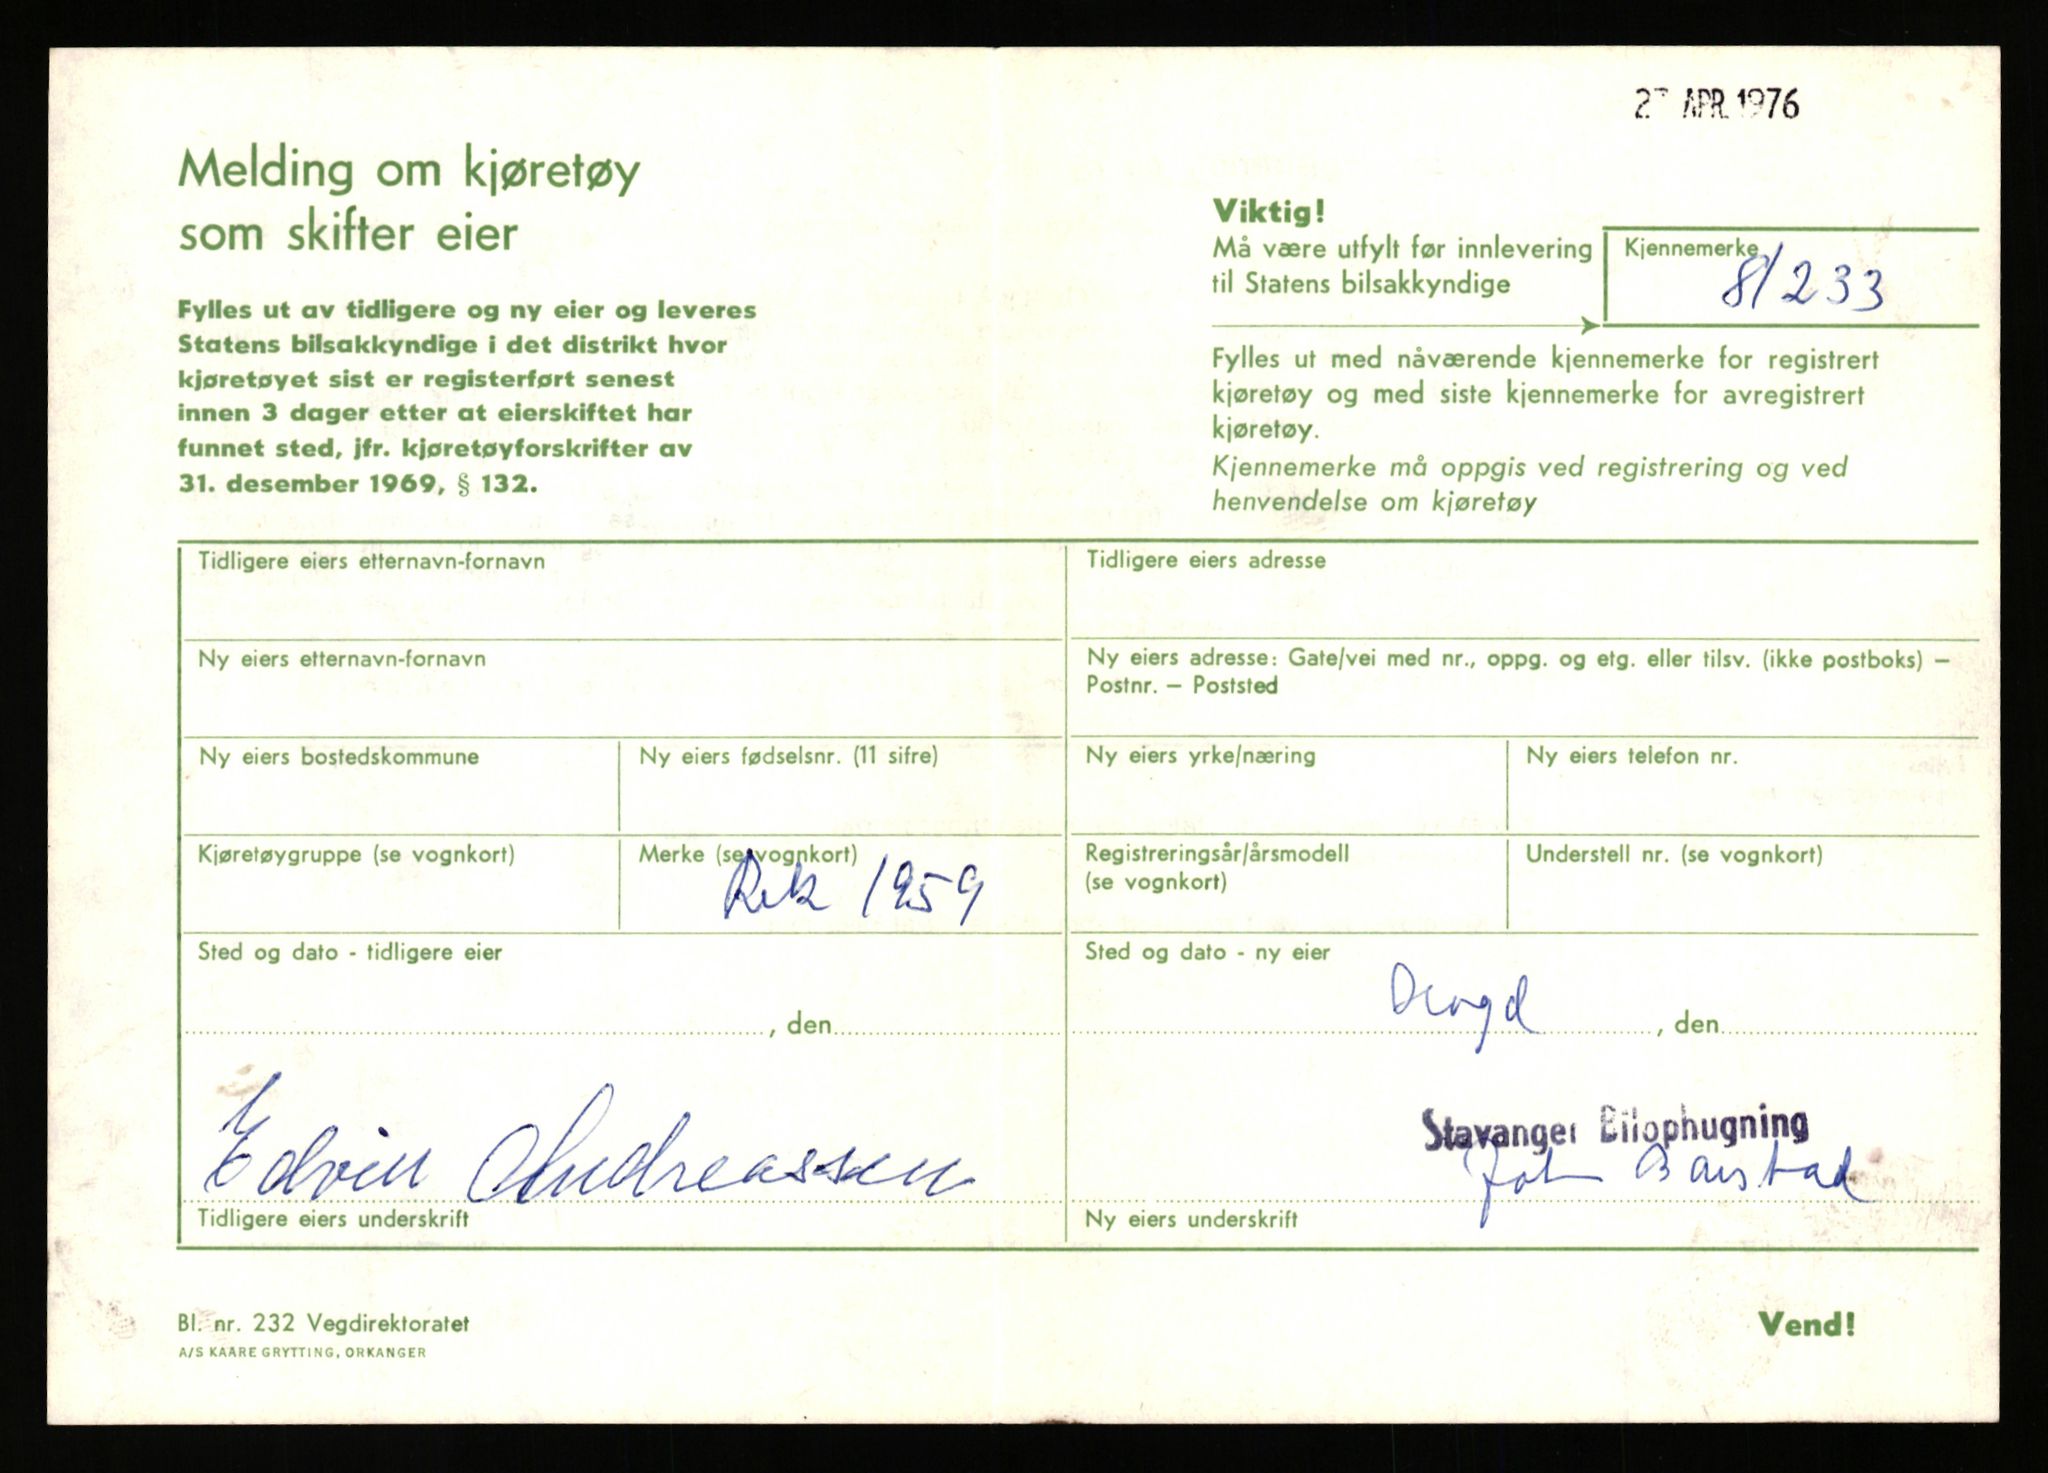 APR. 1976
Melding om kjøretøy
som skifter eier
Fylles ut av tidligere og ny eier og leveres
Statens bilsakkyndige i det distrikt hvor
kjøretøyet sist er registerført senest
innen 3 dager etter at eierskiftet har
funnet sted, jfr. kjøretøyforskrifter av
31. desember 1969, § 132.
Viktig!
Må være utfylt før innlevering
til Statens bilsakkyndige
Kjennemerke
81233
Fylles ut med nåværende kjennemerke for registrert
kjøretøy og med siste kjennemerke for avregistrert
kjøretøy.
Kjennemerke må oppgis ved registrering og ved
henvendelse om kjøretøy
Tidligere eiers etternavn-fornavn
Tidligere eiers adresse
Ny eiers etternavn-fornavn
Ny eiers adresse: Gate/vei med nr., oppg. og etg. eller tilsv. (ikke postboks) –
Postnr. – Poststed
Ny eiers bostedskommune
Ny eiers fødselsnr. (11 sifre)
Ny eiers yrke/næring
Ny eiers telefon nr.
Kjøretøygruppe (se vognkort)
Merke (se vognkort)
1959
Registreringsår/årsmodell
(se vognkort)
Understell nr. (se vognkort)
Sted og dato - tidligere eier
, den
Sted og dato - ny eier
, den
Edvin Andreassen
Tidligere eiers underskrift
Stavanger Bilophugning
Ny eiers underskrift
Bl. nr. 232 Vegdirektoratet
A/S KAARE GRYTTING, ORKANGER
Vend!